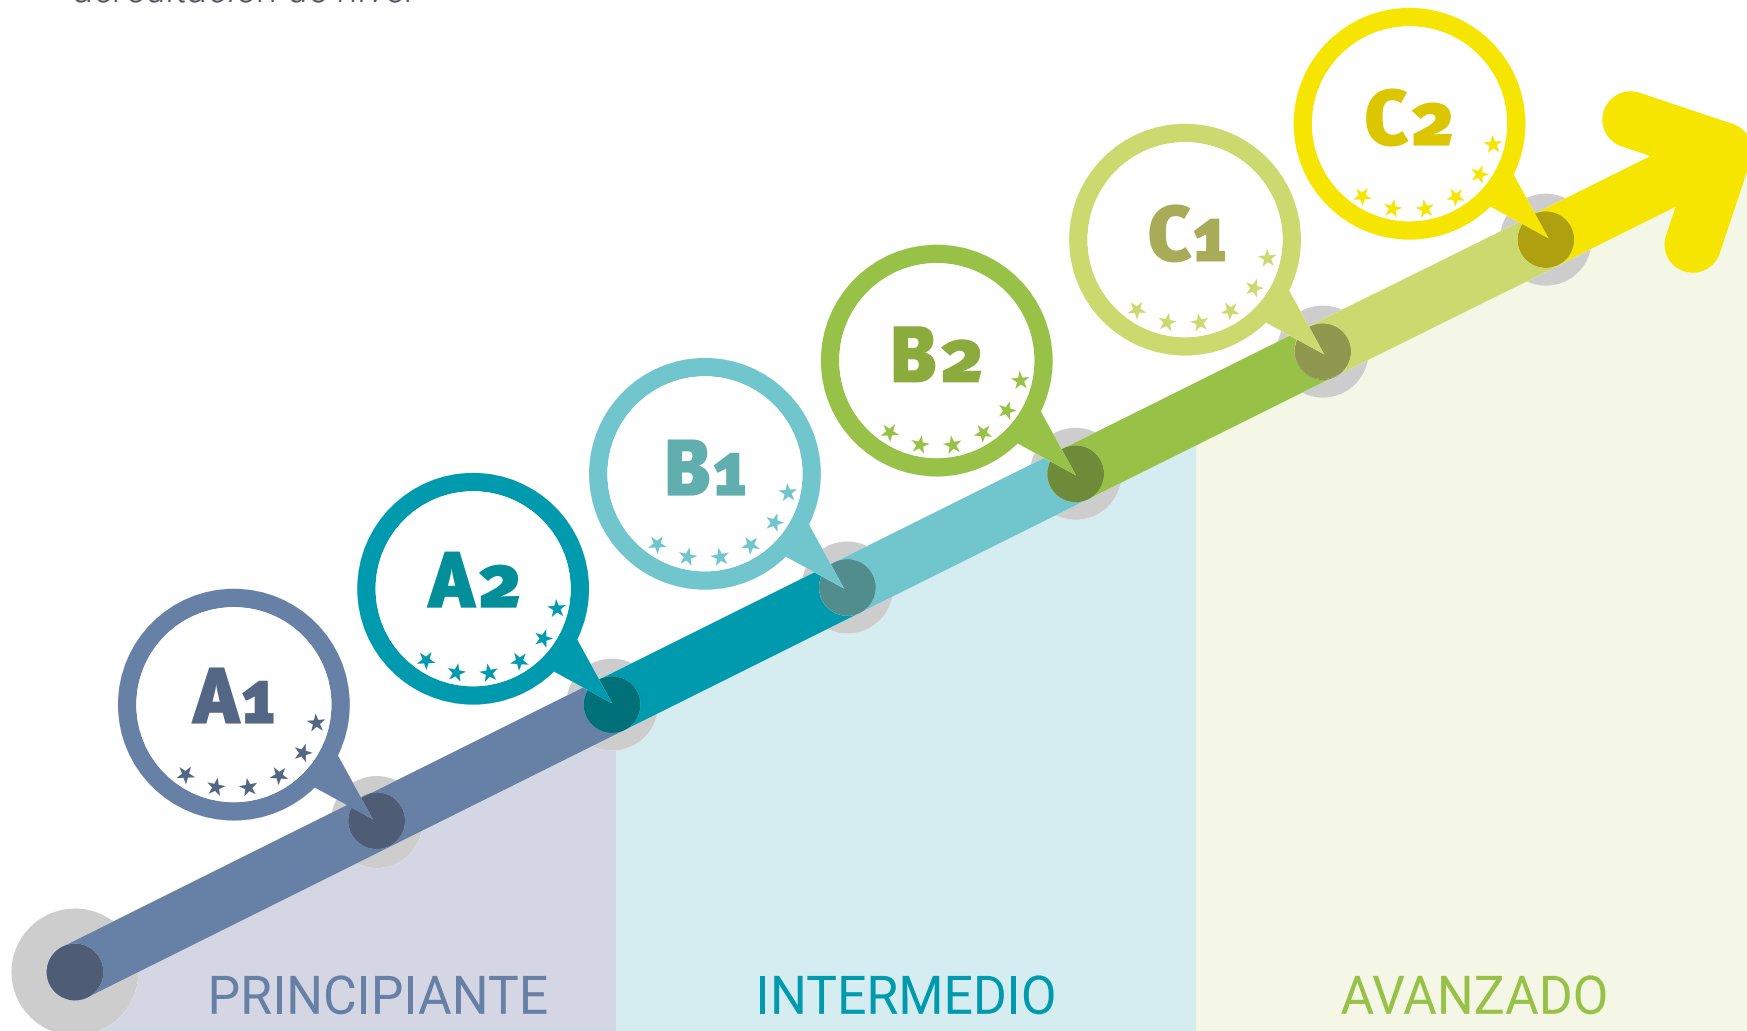 C2
C1
B2
B1
A2
A1
PRINCIPIANTE
INTERMEDIO
AVANZADO